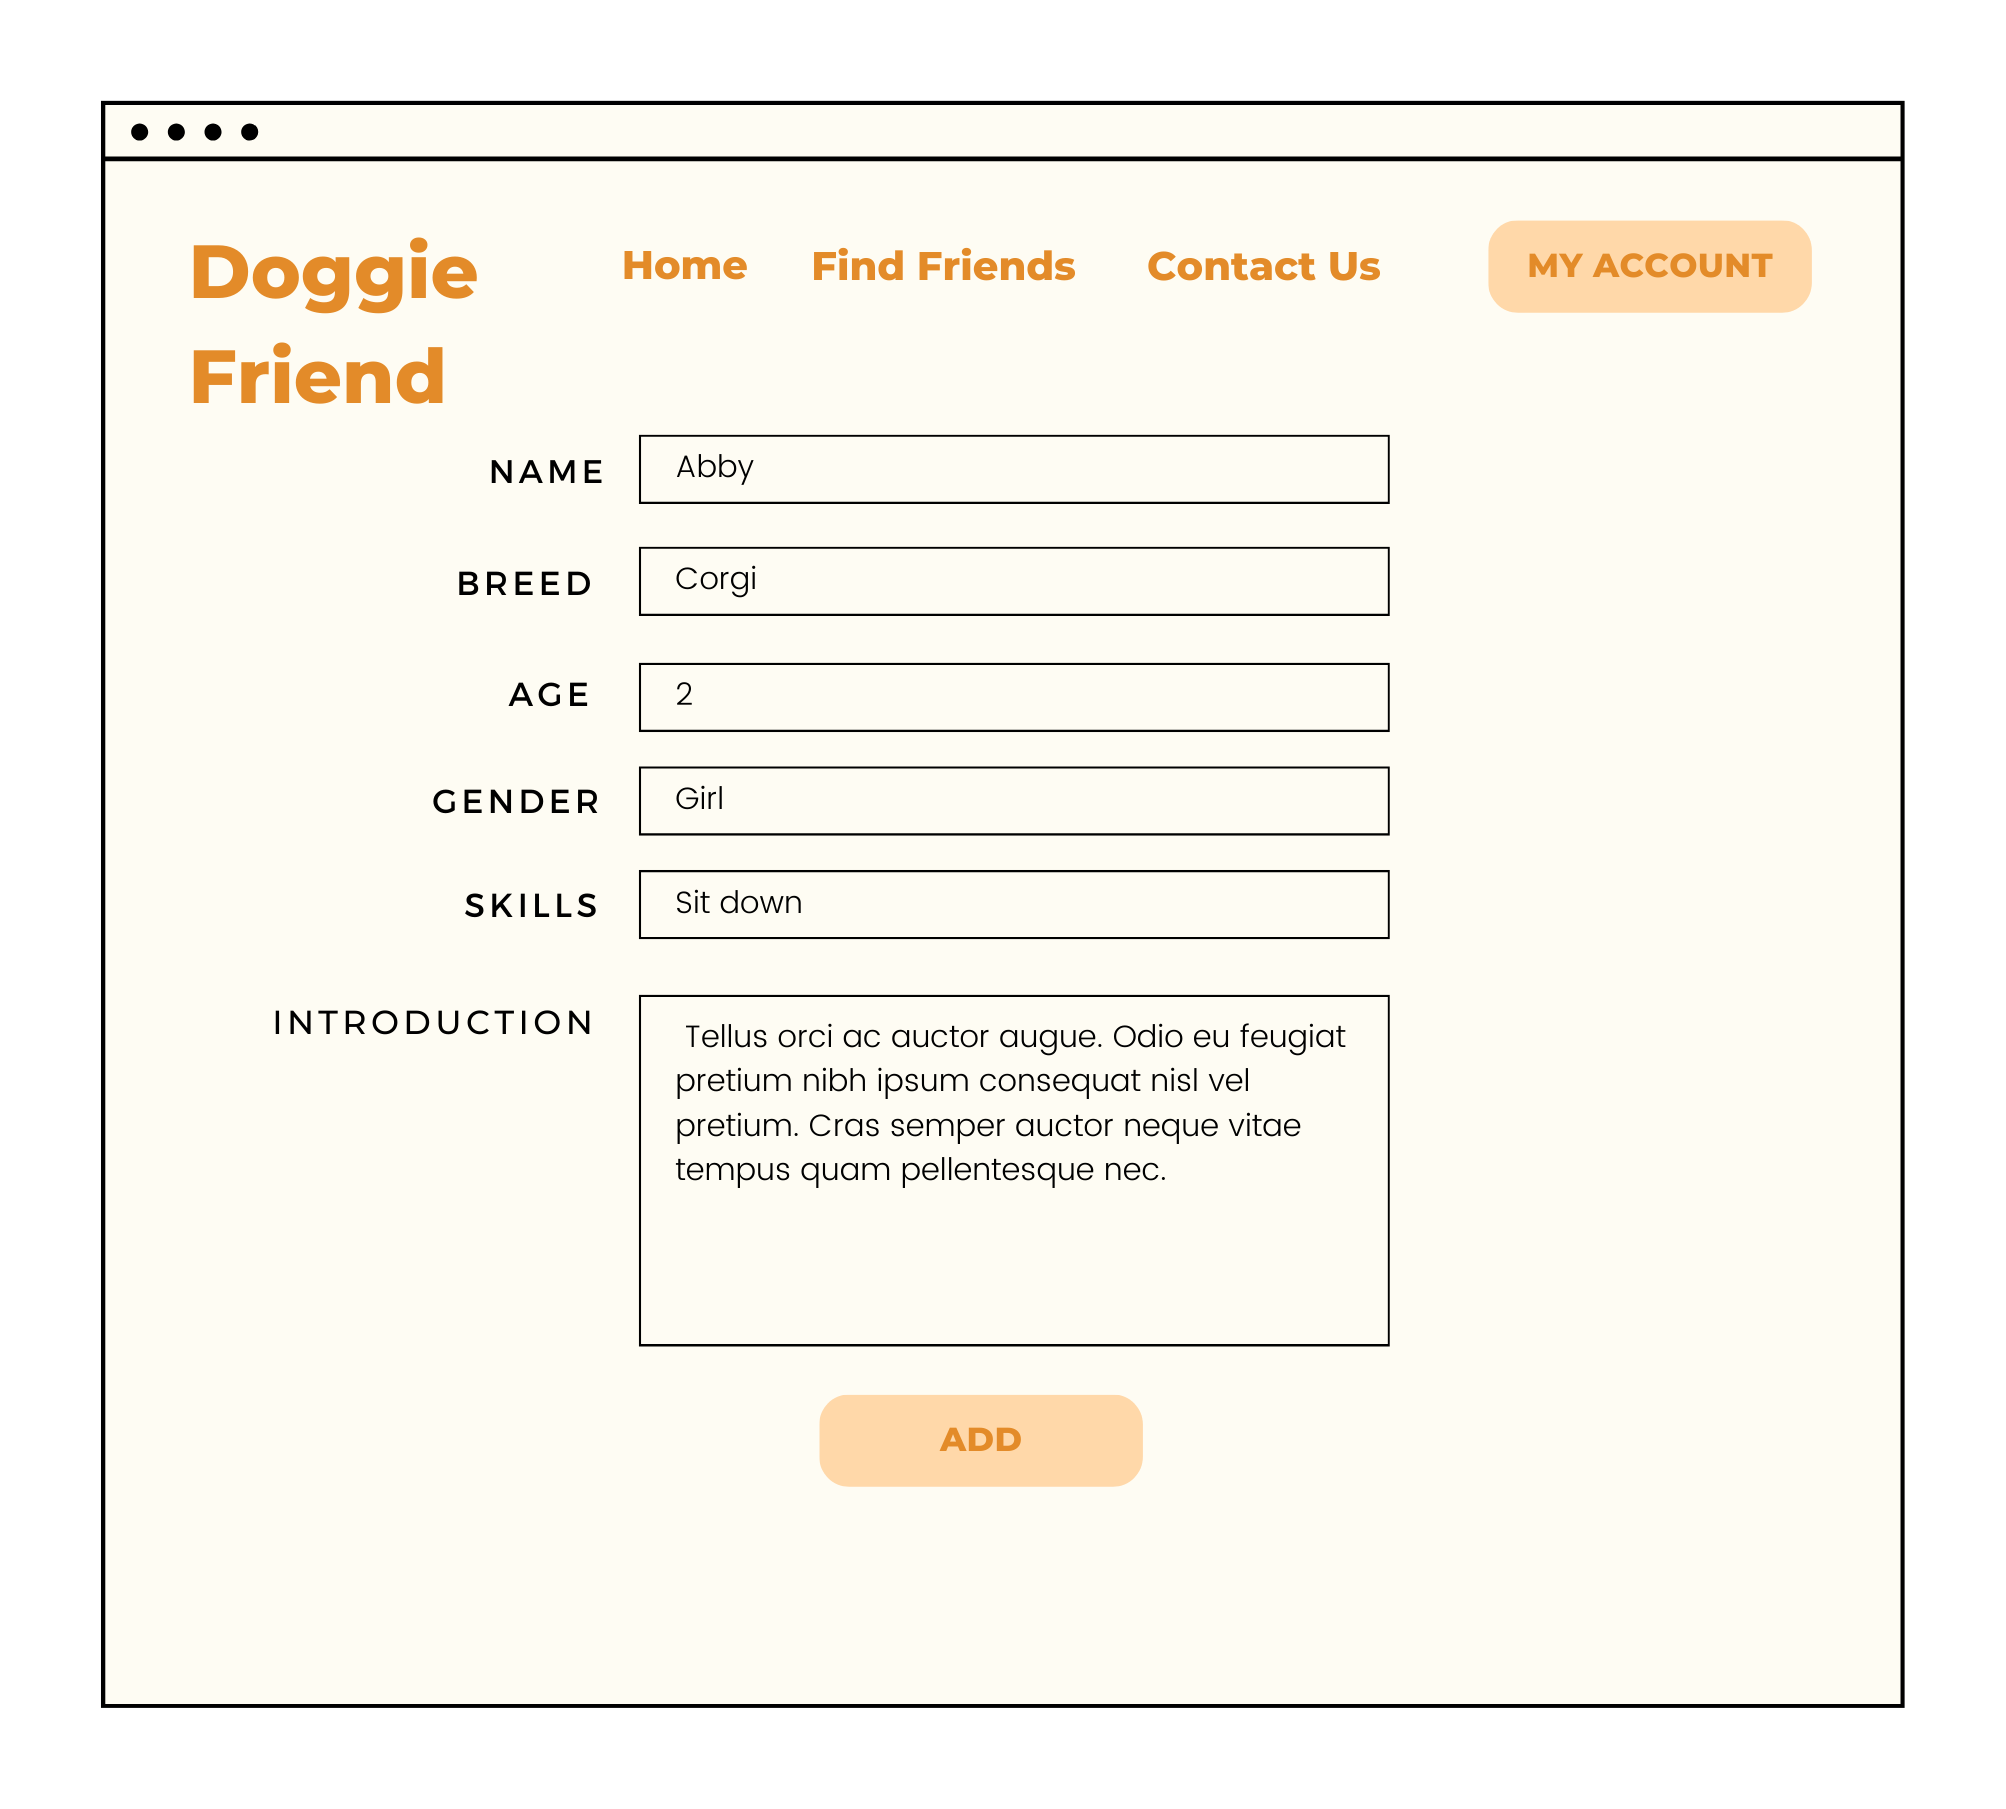 Doggie
Friend
Home
Find Friends
Contact Us
MY ACCOUNT
NAME
Abby
BREED
Corgi
AGE
2
GENDER
Girl
SKILLS
Sit down
INTRODUCTION
Tellus orci ac auctor augue. Odio eu feugiat
pretium nibh ipsum consequat nisl vel
pretium. Cras semper auctor neque vitae
tempus quam pellentesque nec.
ADD